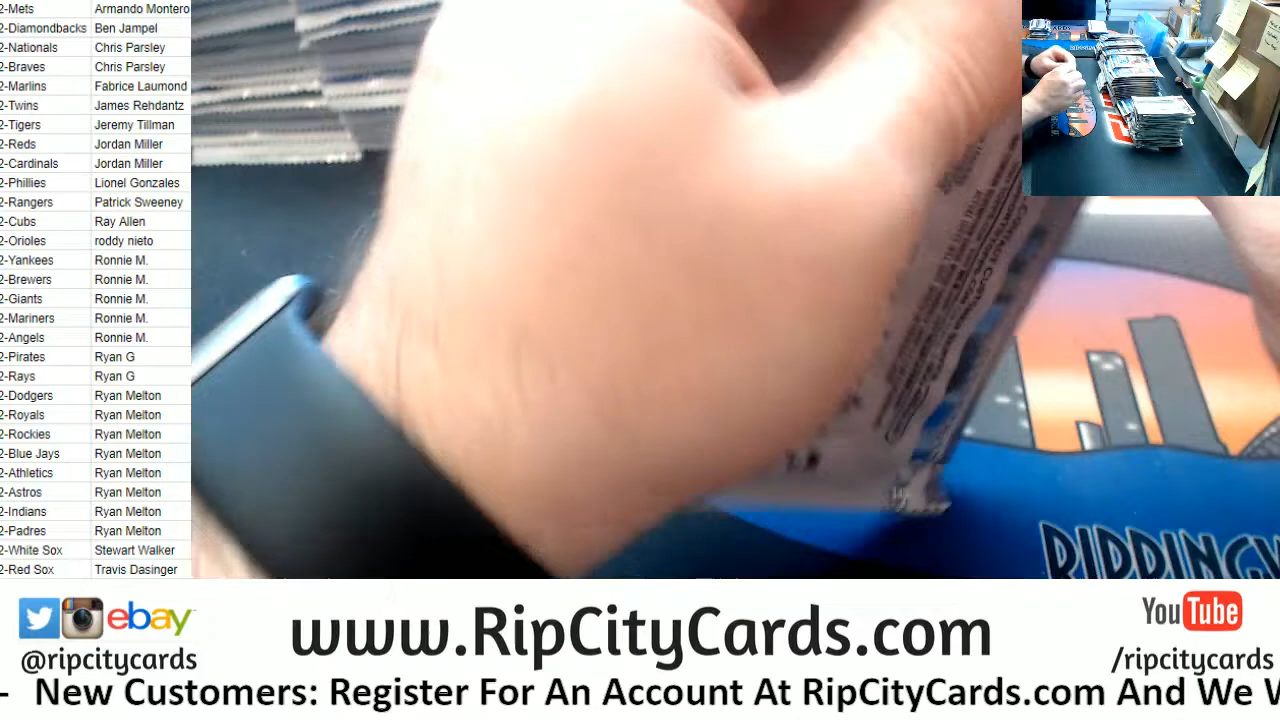 2-Mets Armando Montero
2-Diamondbacks Ben Jampel
2-Nationals Chris Parsley
2-Braves Chris Parsley
2-Marlins Fabrice Laumond
2-Twins James Rehdantz
2-Tigers Jeremy Tillman
2-Reds Jordan Miller
2-Cardinals Jordan Miller
2-Phillies Lionel Gonzales
2-Rangers Patrick Sweeney
2-Cubs Ray Allen
2-Orioles roddy nieto
2-Yankees Ronnie M.
2-Brewers Ronnie M.
2-Giants Ronnie M.
2-Mariners Ronnie M.
2-Angels Ronnie M.
2-Pirates Ryan G
2-Rays Ryan G
2-Dodgers Ryan Melton
2-Royals Ryan Melton
2-Rockies Ryan Melton
2-Blue Jays Ryan Melton
2-Athletics Ryan Melton
2-Astros Ryan Melton
2-Indians Ryan Melton
2-Padres Ryan Melton
2-White Sox Stewart Walker
2-Red Sox Travis Dasinger
ebay
@ripcitycards
www.RipCityCards.com
YouTube
/ripcitycards
- New Customers: Register For An Account At RipCityCards.com And We